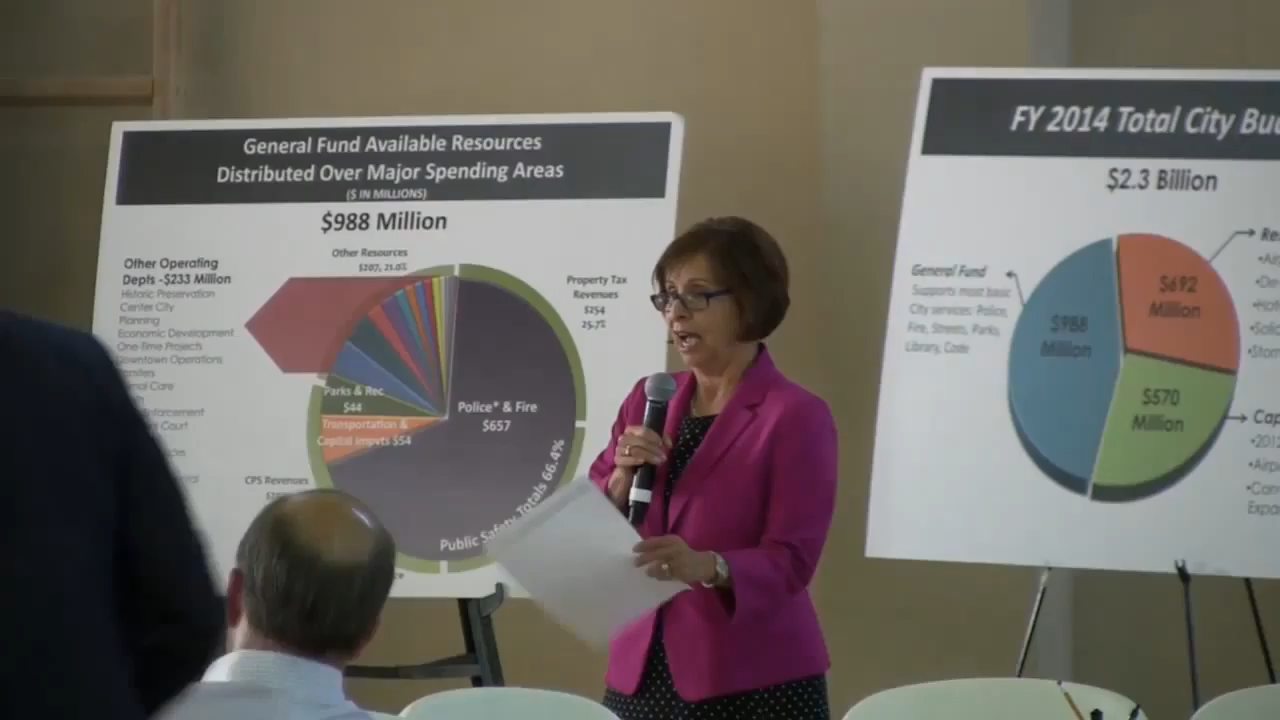 General Fund Available Resources
Distributed Over Major Spending Areas
($ IN MILLIONS)
$988 Million
Other Resources
$207, 21.0%
Other Operating
Depts -$233 Million
Historic Preservation
Center City
Planning
Economic Development
One-Time Projects
Downtown Operations
Property Tax
Revenues
$254
25.7%
Parks & Rec
$44
Transportation &
Capital Impvts $54
Police* & Fire
$657
Public Safety Totals 66.4%
CPS Revenues
FY 2014 Total City
$2.3 Billion
General Fund
Supports most basic
City services: Police,
Fire, Streets, Parks,
Library, Code
$988
Million
$692
Million
$570
Million